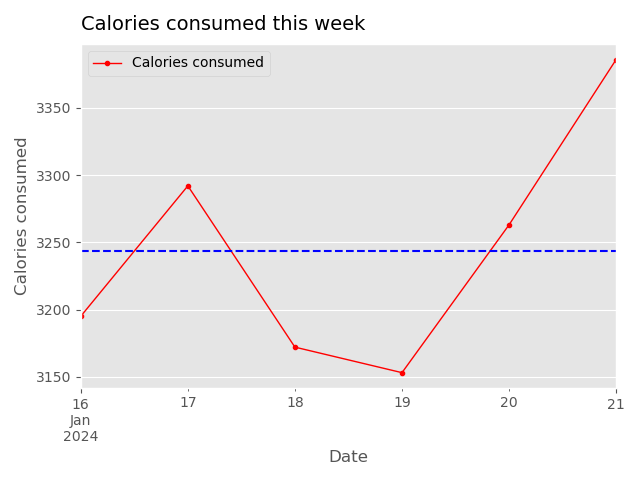 Calories consumed this week
Calories consumed
Calories consumed
3350
3300
3250
3200
3150
16 17 18 19 20 21
Jan
2024
Date